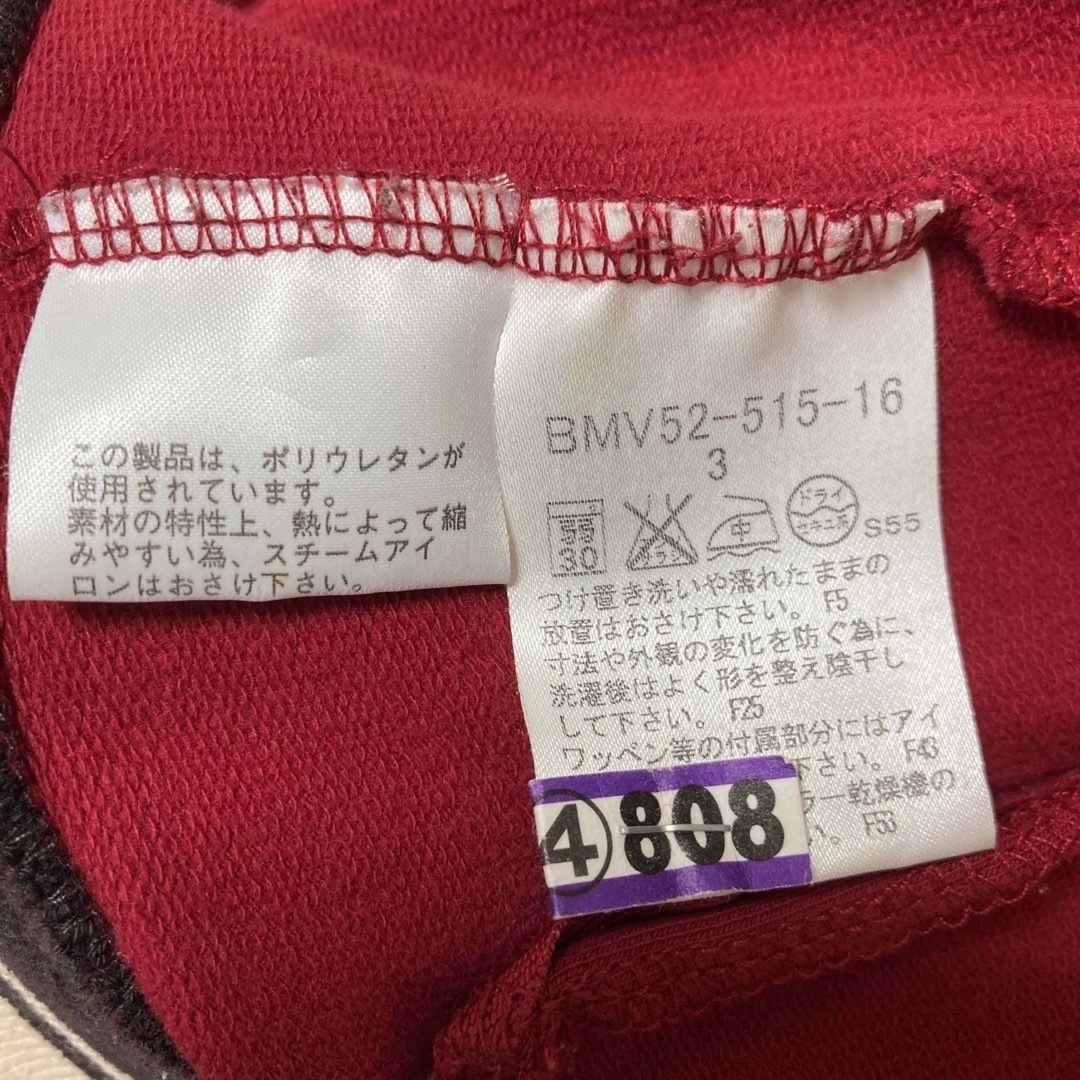 この製品は、ポリウレタンが
使用されています。
素材の特性上、熱によって縮
みやすい為、スチームアイ
ロンはおさけ下さい。
BMV52-515-16
3
30
中
ドライ
セキユ系
S55
つけ置き洗いや濡れたままの
放置はおさけ下さい。 F5
寸法や外観の変化を防ぐ為に、
洗濯後はよく形を整え陰干し
して下さい。 F25
ワッペン等の付属部分にはアイ
下さい。 F43
ラー乾燥機の
い。 F53
④808